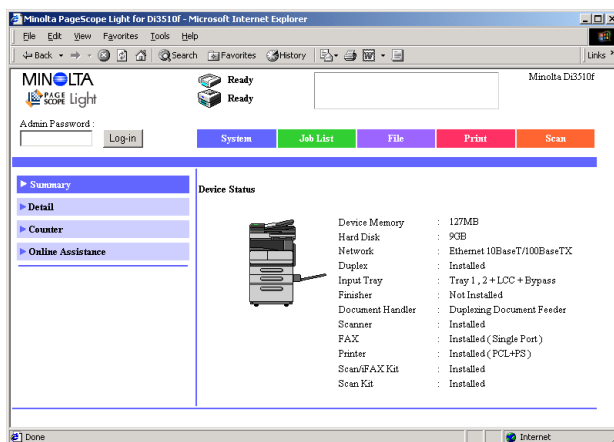 Minolta PageScope Light for Di3510f - Microsoft Internet Explorer
File Edit View Favorites Tools Help
Back Search Favorites History Links »
MINOLTA
PAGE SCOPE Light
Ready
Ready
Minolta Di3510f
Admin Password :
Log-in
System Job List File Print Scan
Summary
Detail
Counter
Online Assistance
Device Status
Device Memory : 127MB
Hard Disk : 9GB
Network : Ethernet 10BaseT/100BaseTX
Duplex : Installed
Input Tray : Tray 1 , 2 + LCC + Bypass
Finisher : Not Installed
Document Handler : Duplexing Document Feeder
Scanner : Installed
FAX : Installed ( Single Port )
Printer : Installed ( PCL+PS )
Scan/iFAX Kit : Installed
Scan Kit : Installed
Done Internet